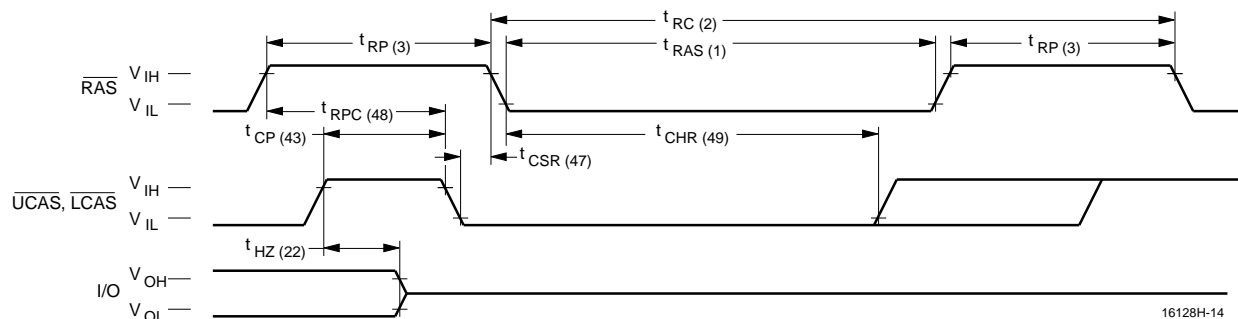 t RC (2)
t RP (3) t RAS (1) t RP (3)
RAS V IH
V IL
t RPC (48)
t CP (43) t CHR (49)
t CSR (47)
UCAS, LCAS V IH
V IL
t HZ (22)
V OH
I/O
V OL
16128H-14